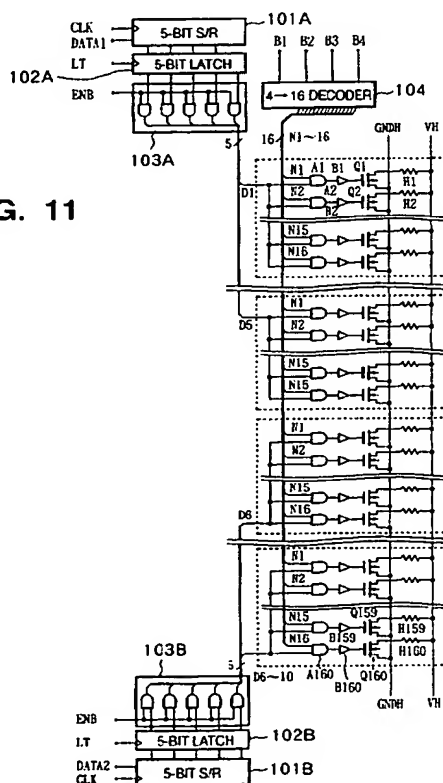 FIG. 11
101A
CLK
DATA1
5-BIT S/R
102A
LT
5-BIT LATCH
ENB
103A
5
B1 B2 B3 B4
4→16 DECODER
104
16
N1~16
GNDH
VH
D1
N1 A1 B1 Q1 H1
N2 A2 B2 Q2 H2
N15
N16
D5
N1
N2
N15
N15
D6
N1
N2
N15
N16
N1
N2
N15 Q159 H159
N16 B159 H160
A160 B160 Q160
D6~10
GNDH
VH
103B
5
ENB
LT
5-BIT LATCH
102B
DATA2
CLK
5-BIT S/R
101B